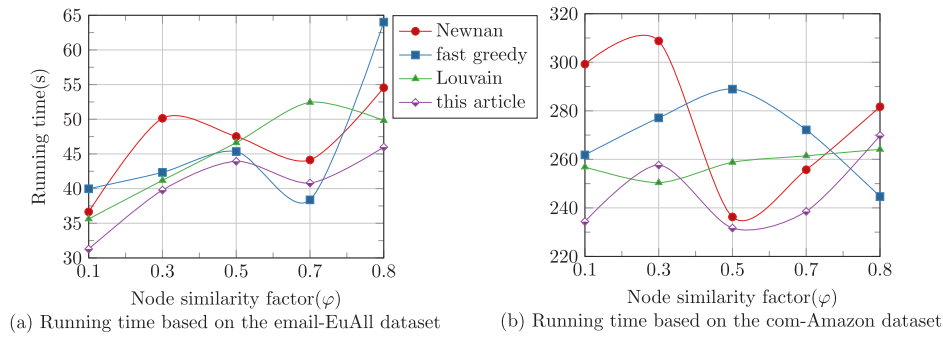 65
60
55
50
45
40
35
30
Running time(s)
0.1
0.3
0.5
0.7
0.8
Node similarity factor(φ)
(a) Running time based on the email-EuAll dataset
Newnan
fast greedy
Louvain
this article
320
300
280
260
240
220
0.1
0.3
0.5
0.7
0.8
Node similarity factor(φ)
(b) Running time based on the com-Amazon dataset